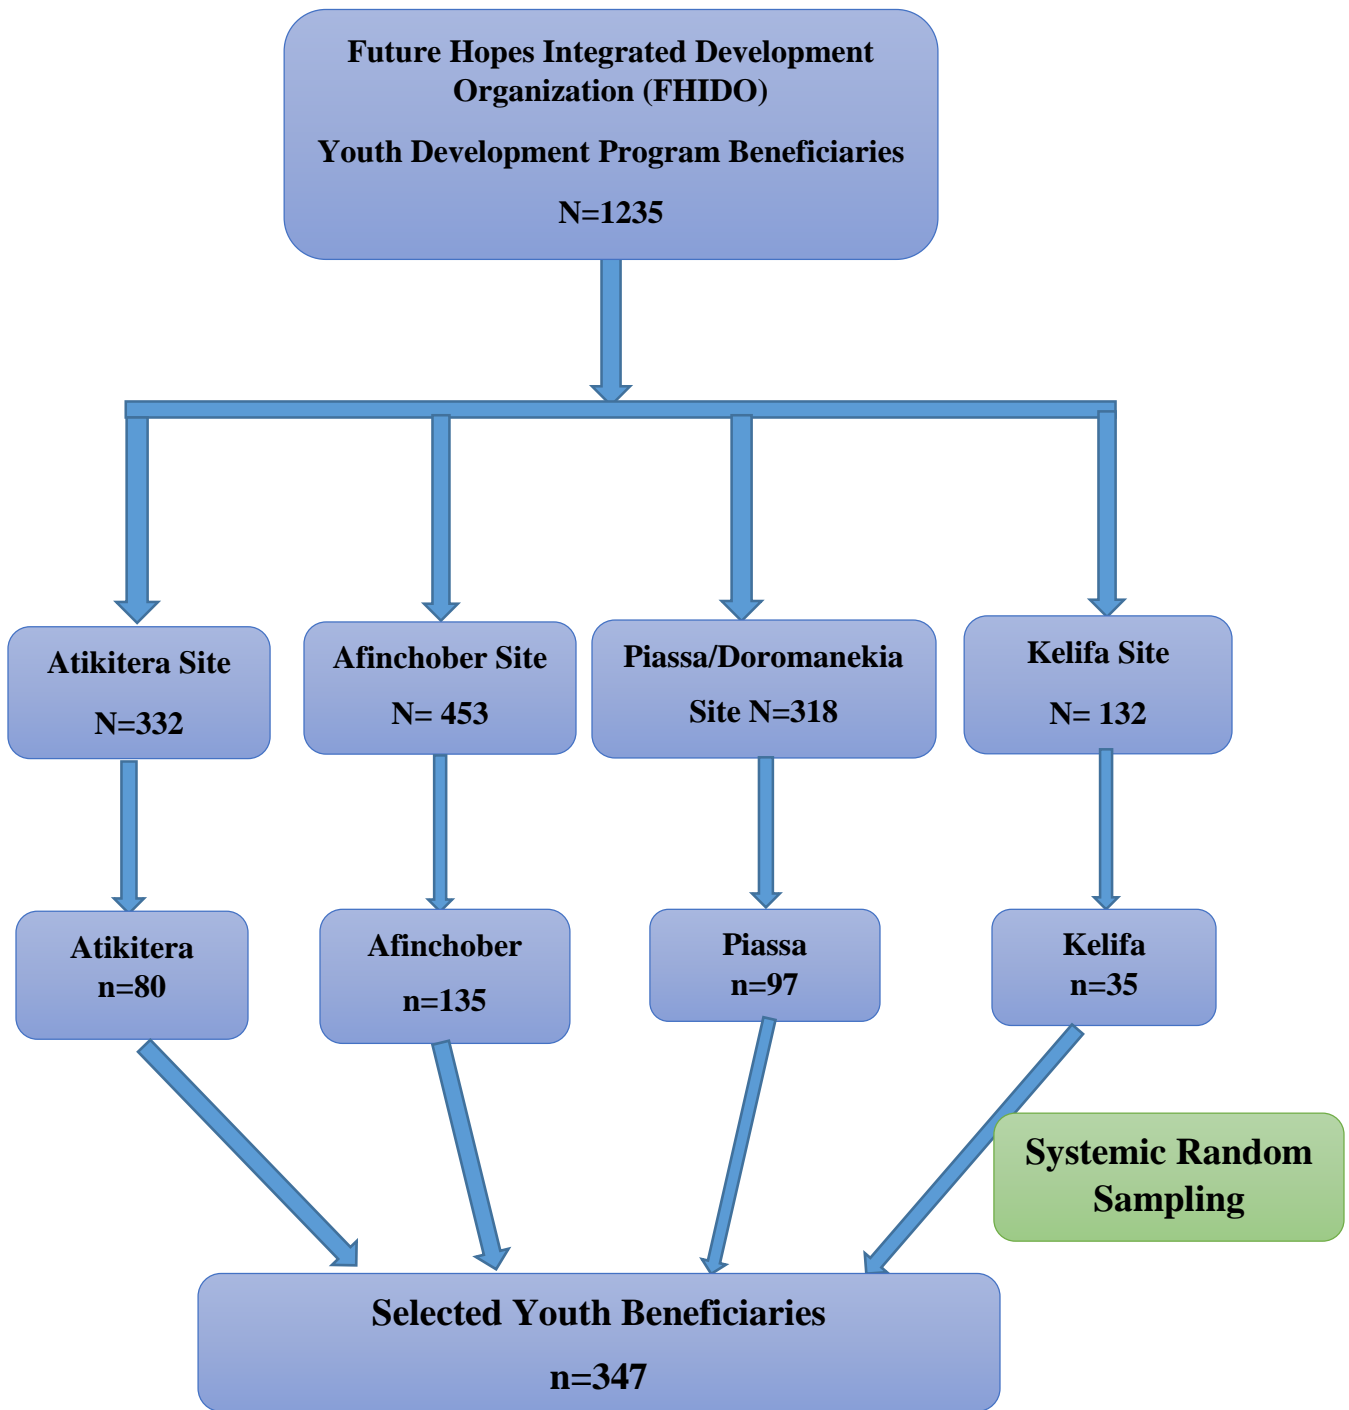 Future Hopes Integrated Development
Organization (FHIDO)
Youth Development Program Beneficiaries
N=1235
Atikitera Site
N=332
Afinchober Site
N= 453
Piassa/Doromanekia
Site N=318
Kelifa Site
N= 132
Atikitera
n=80
Afinchober
n=135
Piassa
n=97
Kelifa
n=35
Systemic Random
Sampling
Selected Youth Beneficiaries
n=347